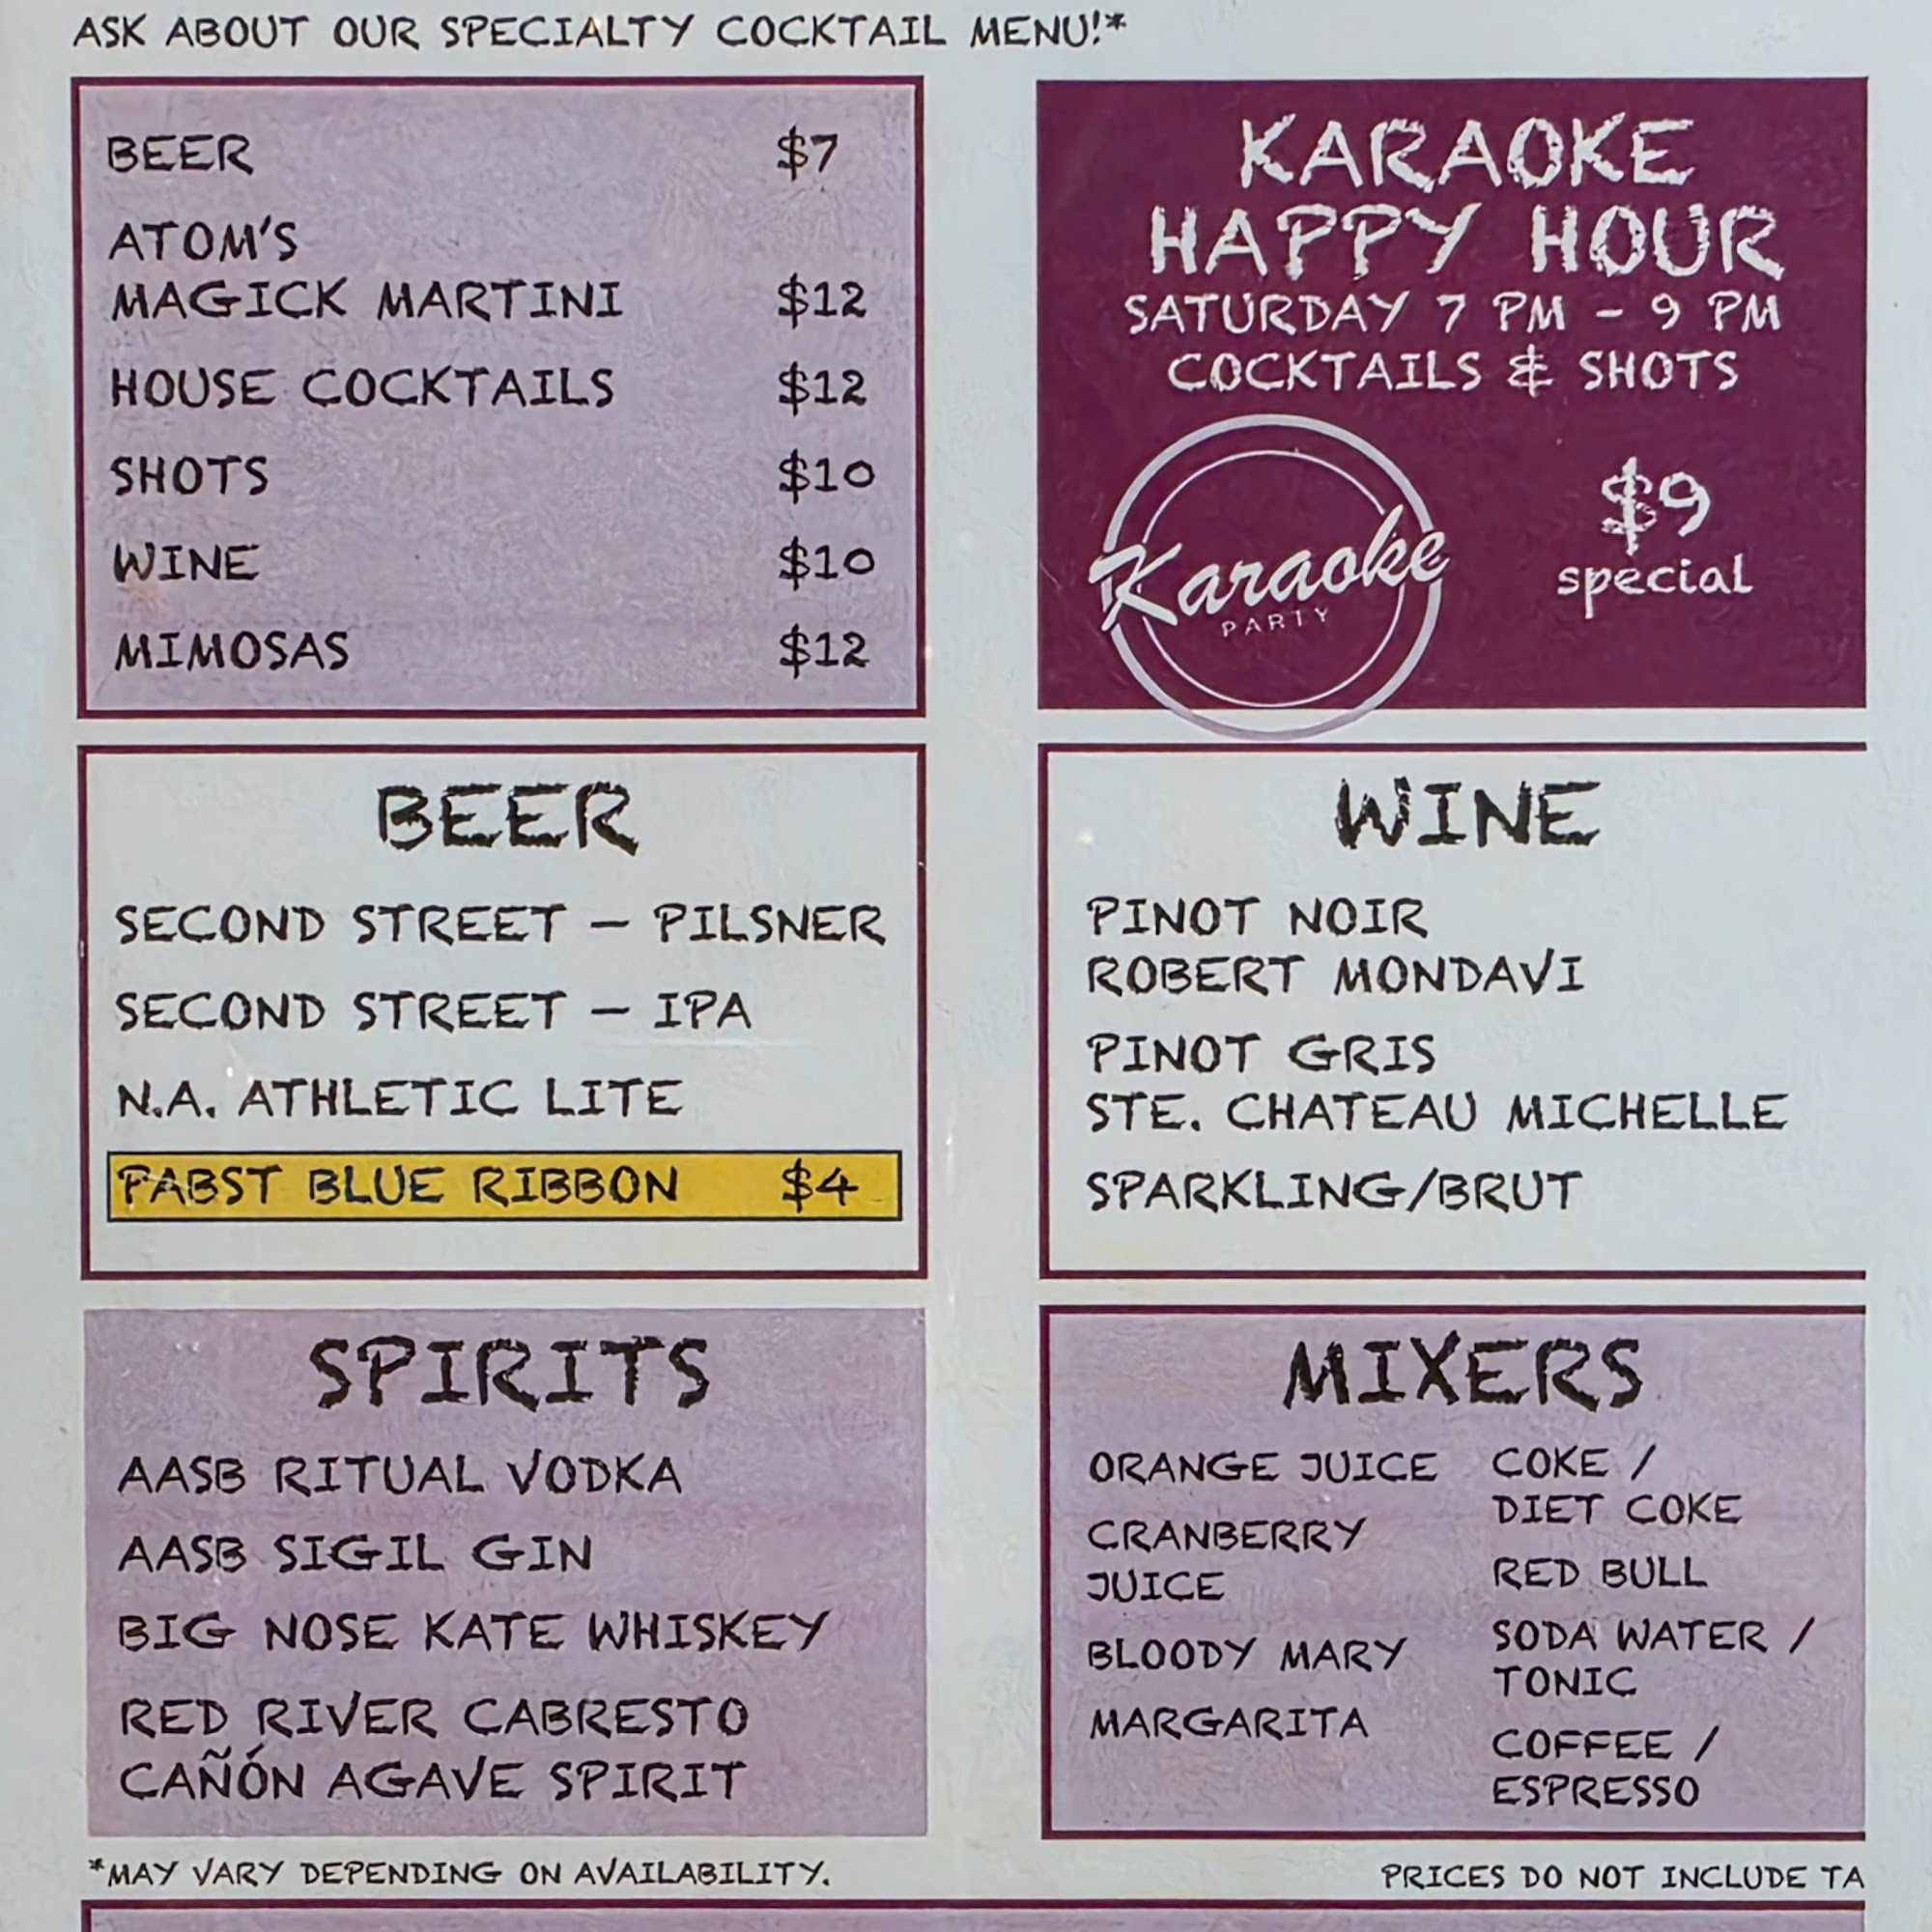 ASK ABOUT OUR SPECIALTY COCKTAIL MENU!*
BEER $7
ATOM'S
MAGICK MARTINI $12
HOUSE COCKTAILS $12
SHOTS $10
WINE $10
MIMOSAS $12
KARAOKE
HAPPY HOUR
SATURDAY 7 PM - 9 PM
COCKTAILS & SHOTS
Karaoke
PARTY
$9
special
BEER
SECOND STREET - PILSNER
SECOND STREET - IPA
N.A. ATHLETIC LITE
PABST BLUE RIBBON $4
WINE
PINOT NOIR
ROBERT MONDAVI
PINOT GRIS
STE. CHATEAU MICHELLE
SPARKLING/BRUT
SPIRITS
AASB RITUAL VODKA
AASB SIGIL GIN
BIG NOSE KATE WHISKEY
RED RIVER CABRESTO
CAÑÓN AGAVE SPIRIT
MIXERS
ORANGE JUICE
CRANBERRY
JUICE
BLOODY MARY
MARGARITA
COKE /
DIET COKE
RED BULL
SODA WATER /
TONIC
COFFEE /
ESPRESSO
*MAY VARY DEPENDING ON AVAILABILITY.
PRICES DO NOT INCLUDE TA